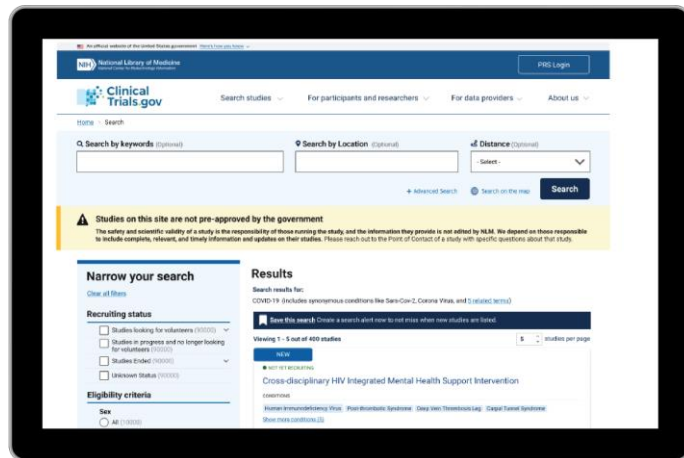 An official website of the United States government Here's how you know
NIH National Library of Medicine
National Center for Biotechnology Information
PRS Login
Clinical
Trials.gov
Search studies For participants and researchers For data providers About us
Home > Search
Search by keywords (Optional) Search by Location (Optional) Distance (Optional)
- Select -
+ Advanced Search Search on the map Search
Studies on this site are not pre-approved by the government
The safety and scientific validity of a study is the responsibility of those running the study, and the information they provide is not edited by NLM. We depend on those responsible
to include complete, relevant, and timely information and updates on their studies. Please reach out to the Point of Contact of a study with specific questions about that study.
Narrow your search
Clear all filters
Recruiting status
Studies looking for volunteers (90000)
Studies in progress and no longer looking
for volunteers (90000)
Studies Ended (90000)
Unknown Status (90000)
Eligibility criteria
Sex
All (10000)
Results
Search results for:
COVID-19 (includes synonymous conditions like Sars-Cov-2, Corona Virus, and 5 related terms)
Save this search Create a search alert now to not miss when new studies are listed.
Viewing 1 - 5 out of 400 studies 5 studies per page
NEW
NOT YET RECRUITING
Cross-disciplinary HIV Integrated Mental Health Support Intervention
CONDITIONS
Human Immunodeficiency Virus Post-thrombotic Syndrome Deep Vein Thrombosis Leg Carpal Tunnel Syndrome
Show more conditions (5)